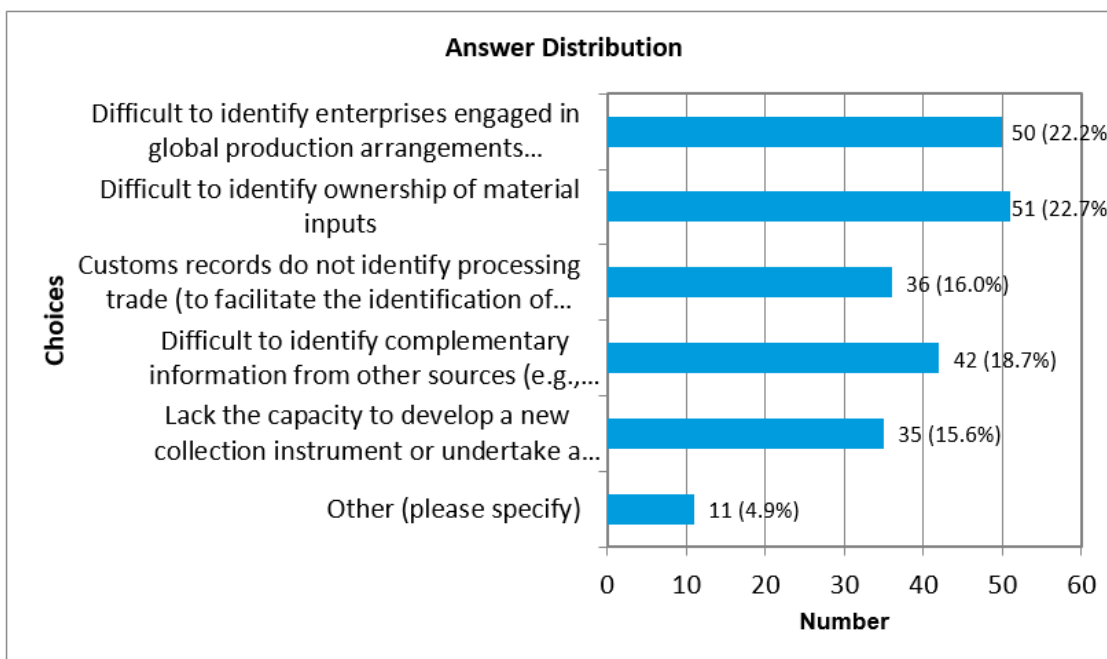 Answer Distribution
Choices
Difficult to identify enterprises engaged in
global production arrangements...
50 (22.2%
Difficult to identify ownership of material
inputs
51 (22.7%
Customs records do not identify processing
trade (to facilitate the identification of...
36 (16.0%)
Difficult to identify complementary
information from other sources (e.g.,...
42 (18.7%)
Lack the capacity to develop a new
collection instrument or undertake a...
35 (15.6%)
Other (please specify)
11 (4.9%)
0 10 20 30 40 50 60
Number